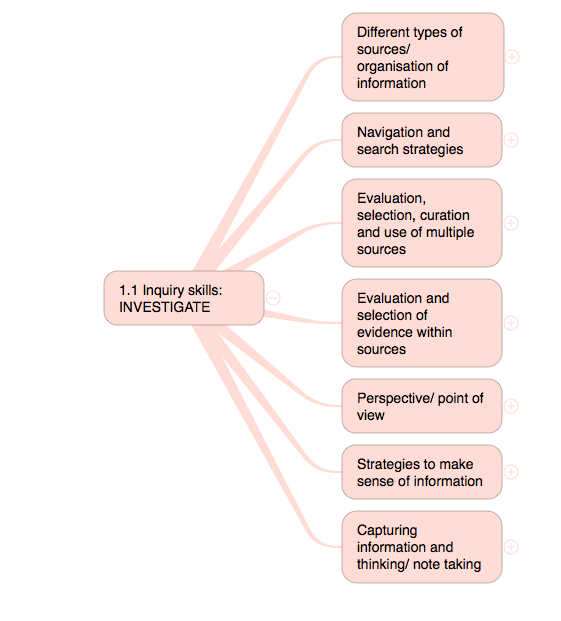 Different types of
sources/
organisation of
information
Navigation and
search strategies
Evaluation,
selection, curation
and use of multiple
sources
1.1 Inquiry skills:
INVESTIGATE
Evaluation and
selection of
evidence within
sources
Perspective/ point of
view
Strategies to make
sense of information
Capturing
information and
thinking/ note taking